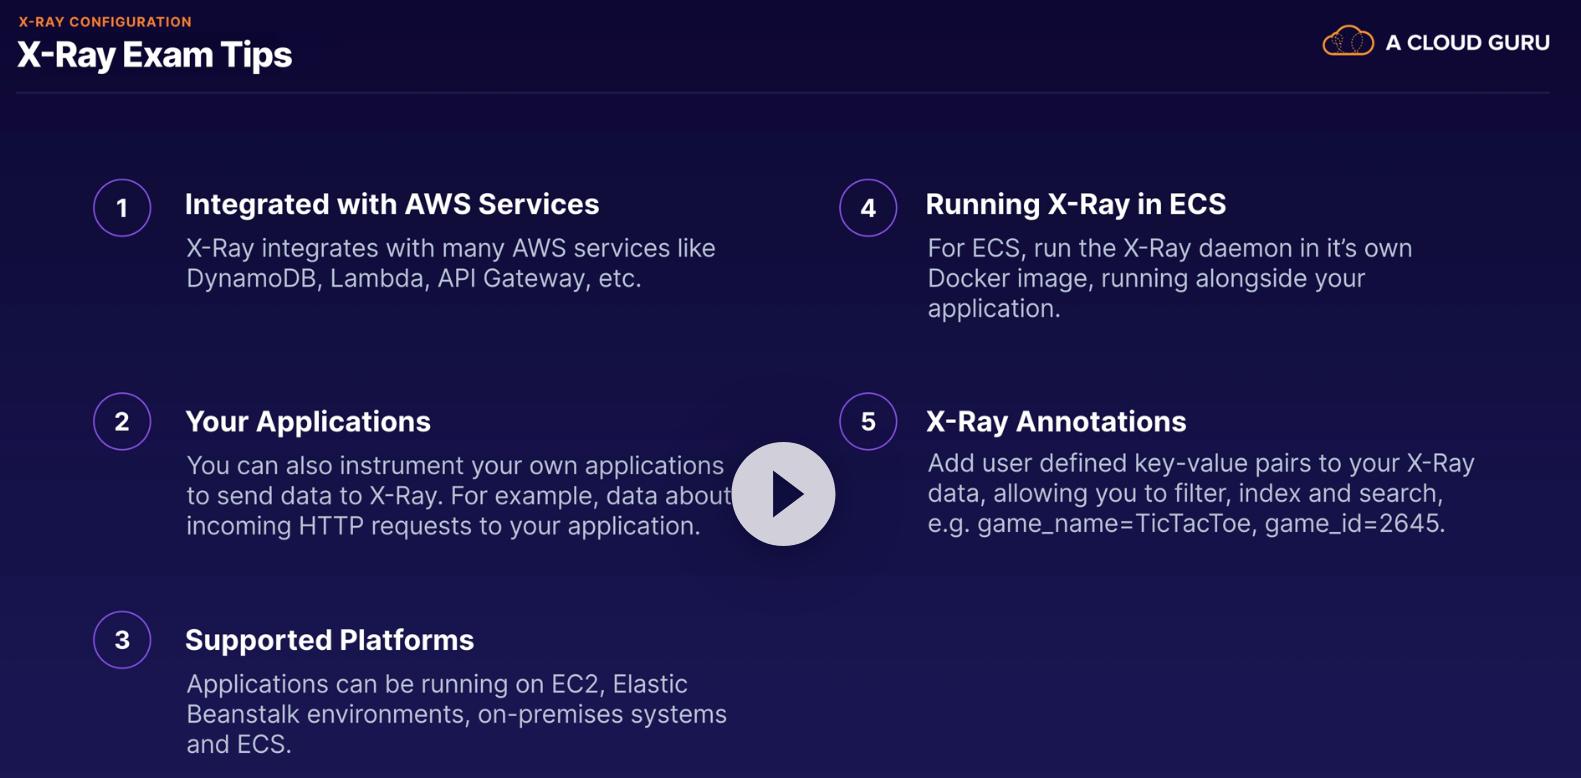 X-RAY CONFIGURATION
X-Ray Exam Tips
A CLOUD GURU
1
Integrated with AWS Services
X-Ray integrates with many AWS services like
DynamoDB, Lambda, API Gateway, etc.
2
Your Applications
You can also instrument your own applications
to send data to X-Ray. For example, data about
incoming HTTP requests to your application.
3
Supported Platforms
Applications can be running on EC2, Elastic
Beanstalk environments, on-premises systems
and ECS.
4
Running X-Ray in ECS
For ECS, run the X-Ray daemon in it’s own
Docker image, running alongside your
application.
5
X-Ray Annotations
Add user defined key-value pairs to your X-Ray
data, allowing you to filter, index and search,
e.g. game_name=TicTacToe, game_id=2645.